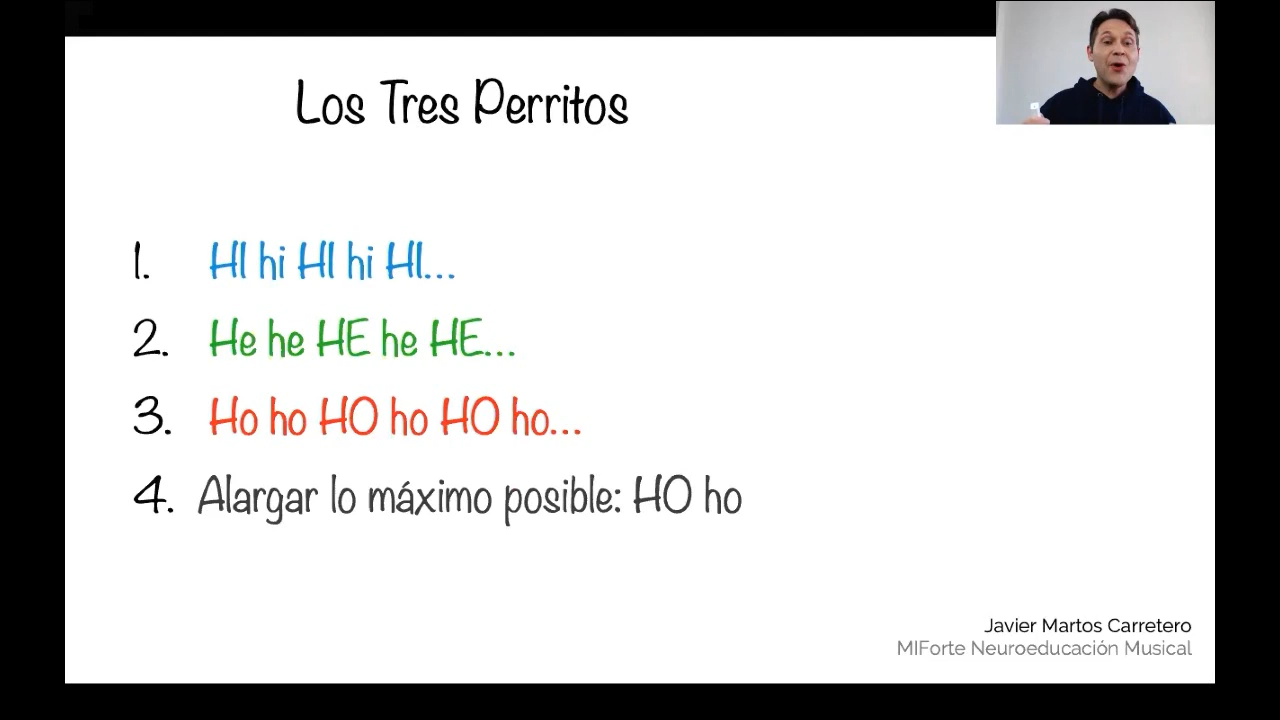 Los Tres Perritos
1. HI hi HI hi HI...
2. He he HE he HE...
3. Ho ho HO ho HO ho...
4. Alargar lo máximo posible: HO ho
Javier Martos Carretero
MIForte Neuroeducación Musical